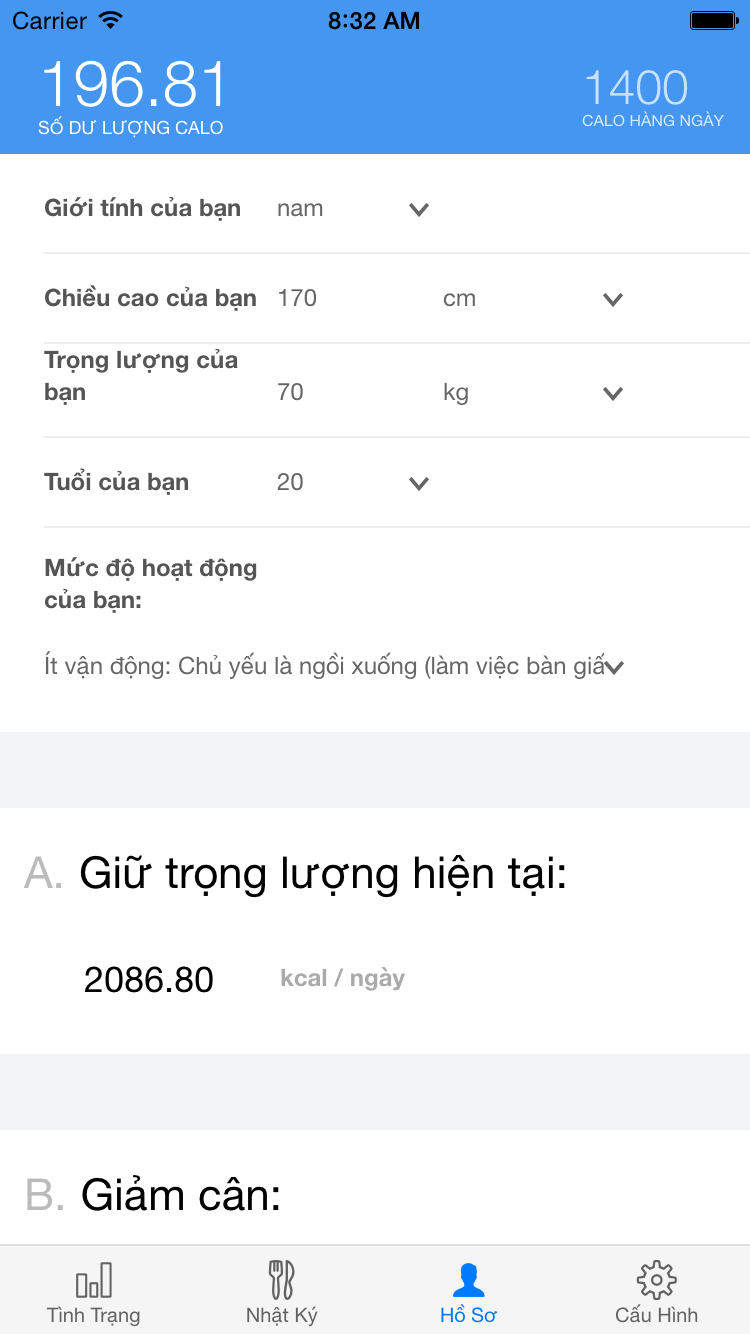 Carrier 8:32 AM
196.81 1400
SỐ DƯ LƯỢNG CALO CALO HÀNG NGÀY
Giới tính của bạn nam
Chiều cao của bạn 170 cm
Trọng lượng của
bạn 70 kg
Tuổi của bạn 20
Mức độ hoạt động
của bạn:
Ít vận động: Chủ yếu là ngồi xuống (làm việc bàn giấ
A. Giữ trọng lượng hiện tại:
2086.80 kcal / ngày
B. Giảm cân:
Tình Trạng Nhật Ký Hồ Sơ Cấu Hình